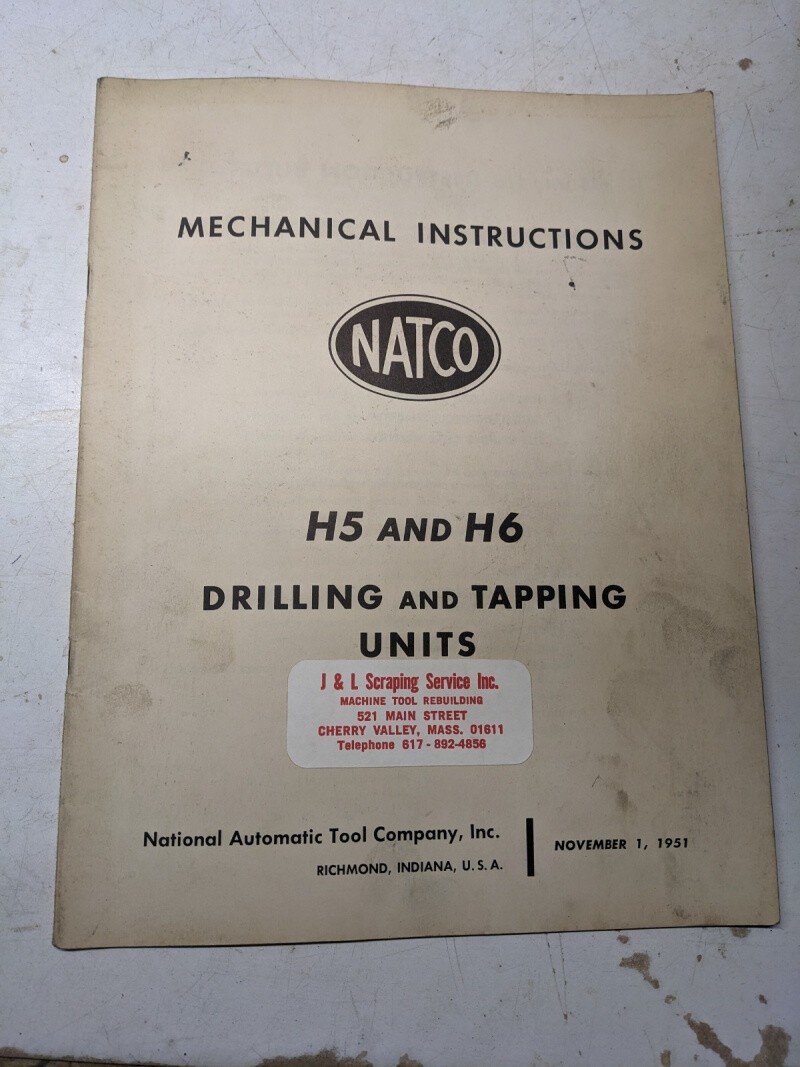 MECHANICAL INSTRUCTIONS
NATCO
H5 AND H6
DRILLING AND TAPPING
UNITS
J & L Scraping Service Inc.
MACHINE TOOL REBUILDING
521 MAIN STREET
CHERRY VALLEY, MASS. 01611
Telephone 617 - 892-4856
National Automatic Tool Company, Inc.
RICHMOND, INDIANA, U. S. A.
NOVEMBER 1, 1951